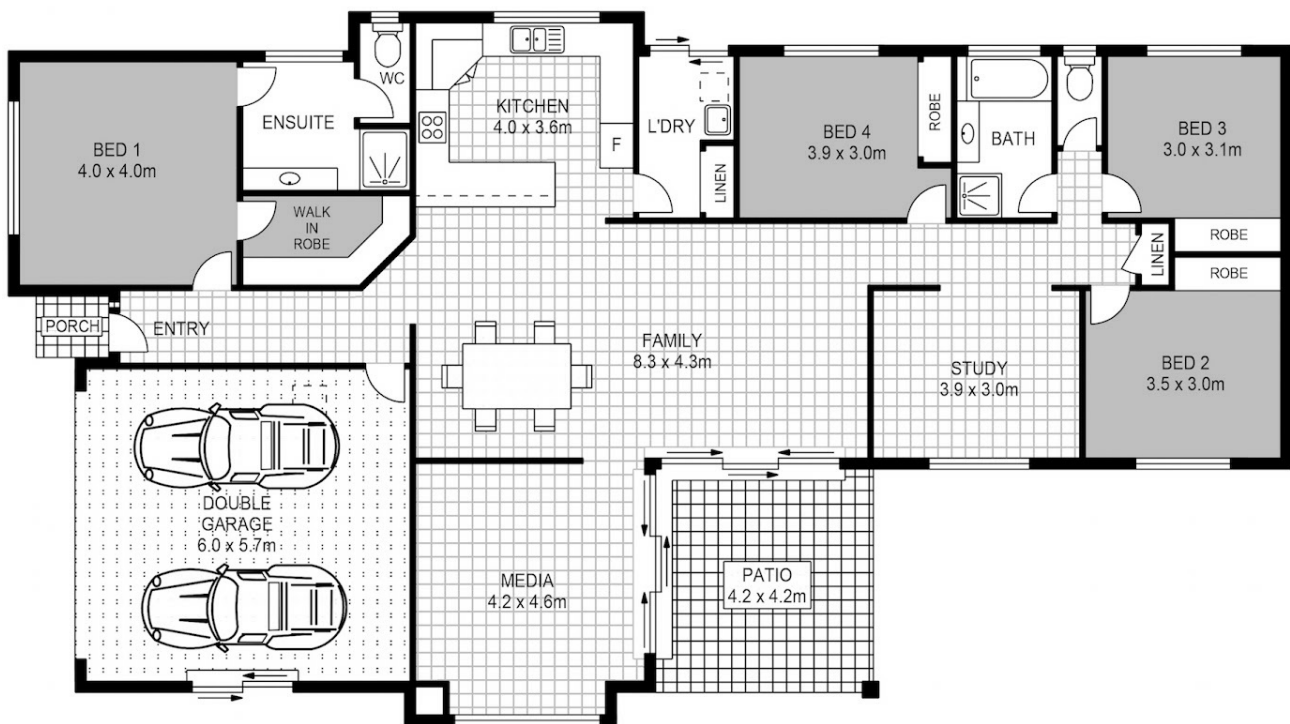 WC
KITCHEN
4.0 x 3.6m
F
ENSUITE
BED 1
4.0 x 4.0m
WALK
IN
ROBE
L'DRY
LINEN
BED 4
3.9 x 3.0m
ROBE
BATH
BED 3
3.0 x 3.1m
ROBE
LINEN
ROBE
PORCH
ENTRY
FAMILY
8.3 x 4.3m
STUDY
3.9 x 3.0m
BED 2
3.5 x 3.0m
DOUBLE
GARAGE
6.0 x 5.7m
MEDIA
4.2 x 4.6m
PATIO
4.2 x 4.2m